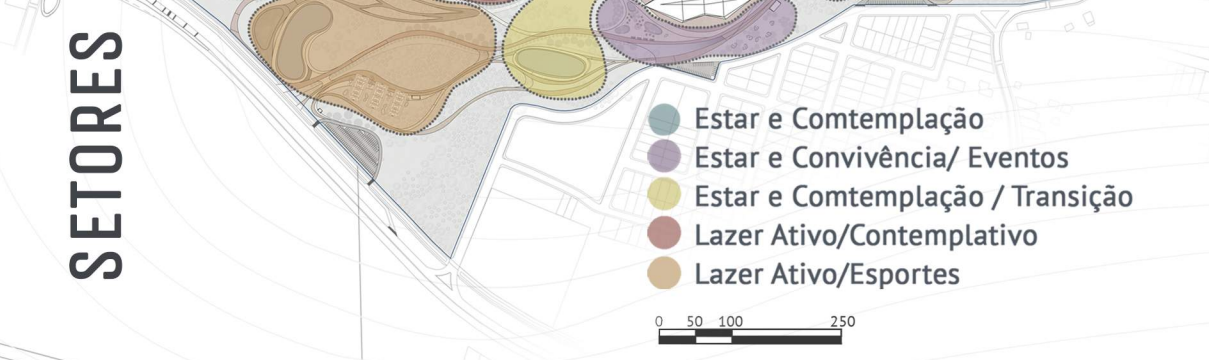 SETORES
Estar e Comtemplação
Estar e Convivência/ Eventos
Estar e Comtemplação / Transição
Lazer Ativo/Contemplativo
Lazer Ativo/Esportes
0 50 100 250